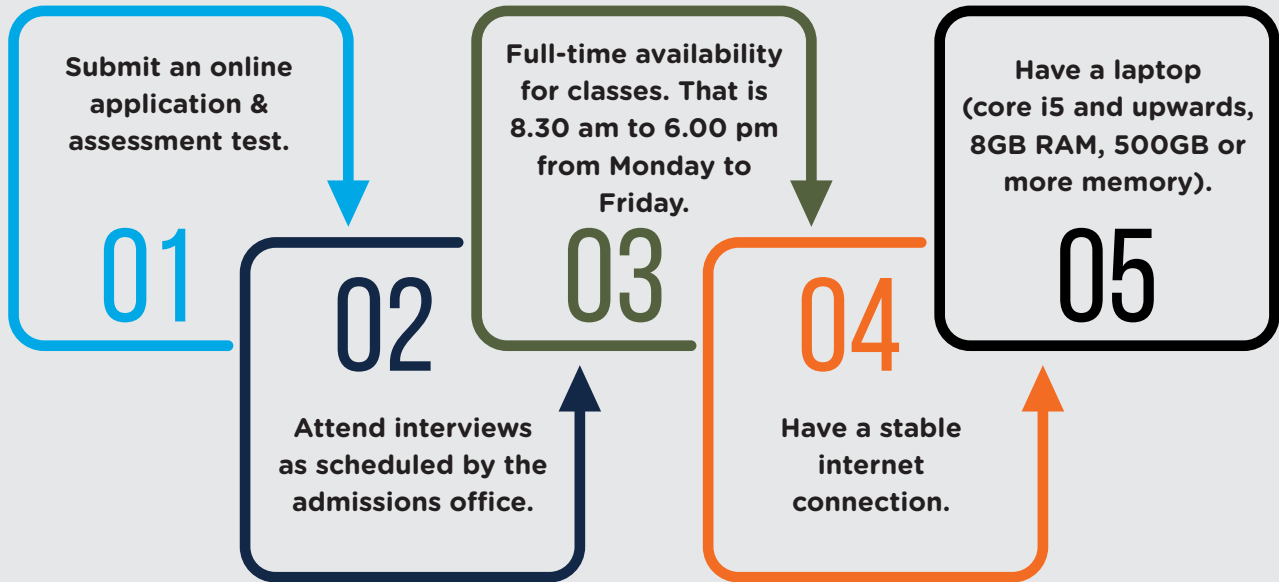 Submit an online
application &
assessment test.
01
02
Attend interviews
as scheduled by the
admissions office.
Full-time availability
for classes. That is
8.30 am to 6.00 pm
from Monday to
Friday.
03
04
Have a stable
internet
connection.
Have a laptop
(core i5 and upwards,
8GB RAM, 500GB or
more memory).
05